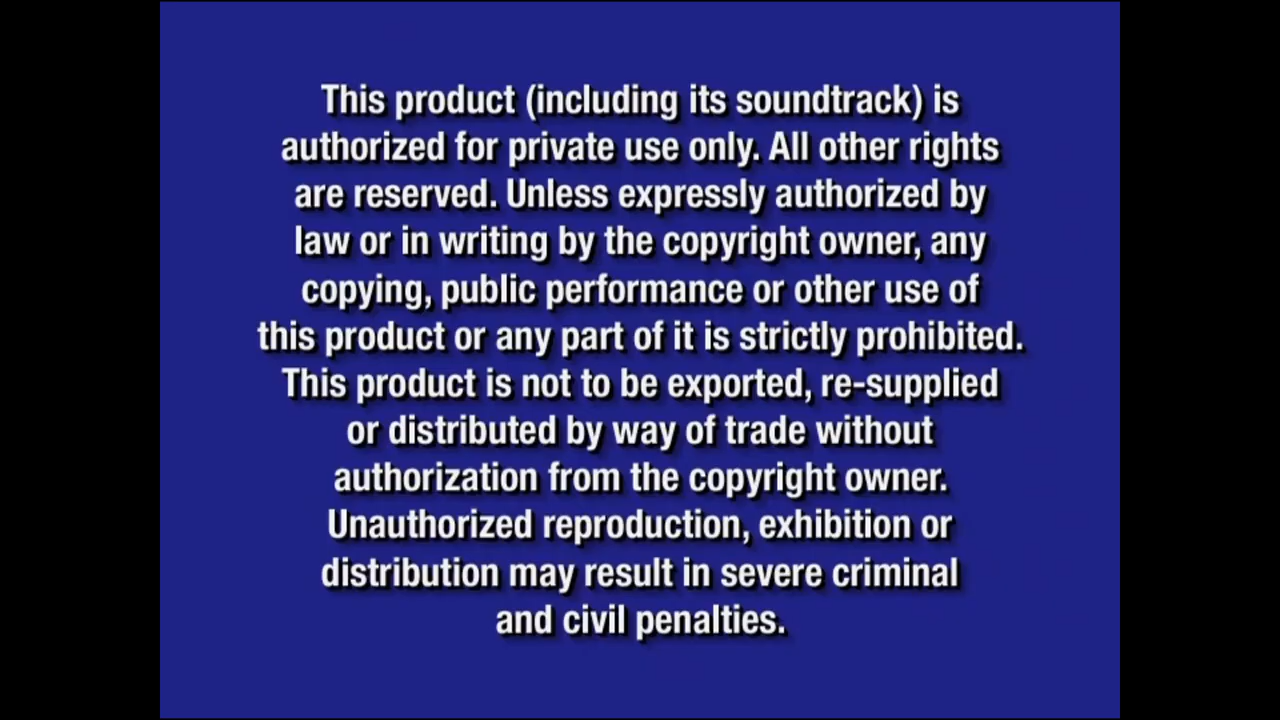 This product (including its soundtrack) is
authorized for private use only. All other rights
are reserved. Unless expressly authorized by
law or in writing by the copyright owner, any
copying, public performance or other use of
this product or any part of it is strictly prohibited.
This product is not to be exported, re-supplied
or distributed by way of trade without
authorization from the copyright owner.
Unauthorized reproduction, exhibition or
distribution may result in severe criminal
and civil penalties.